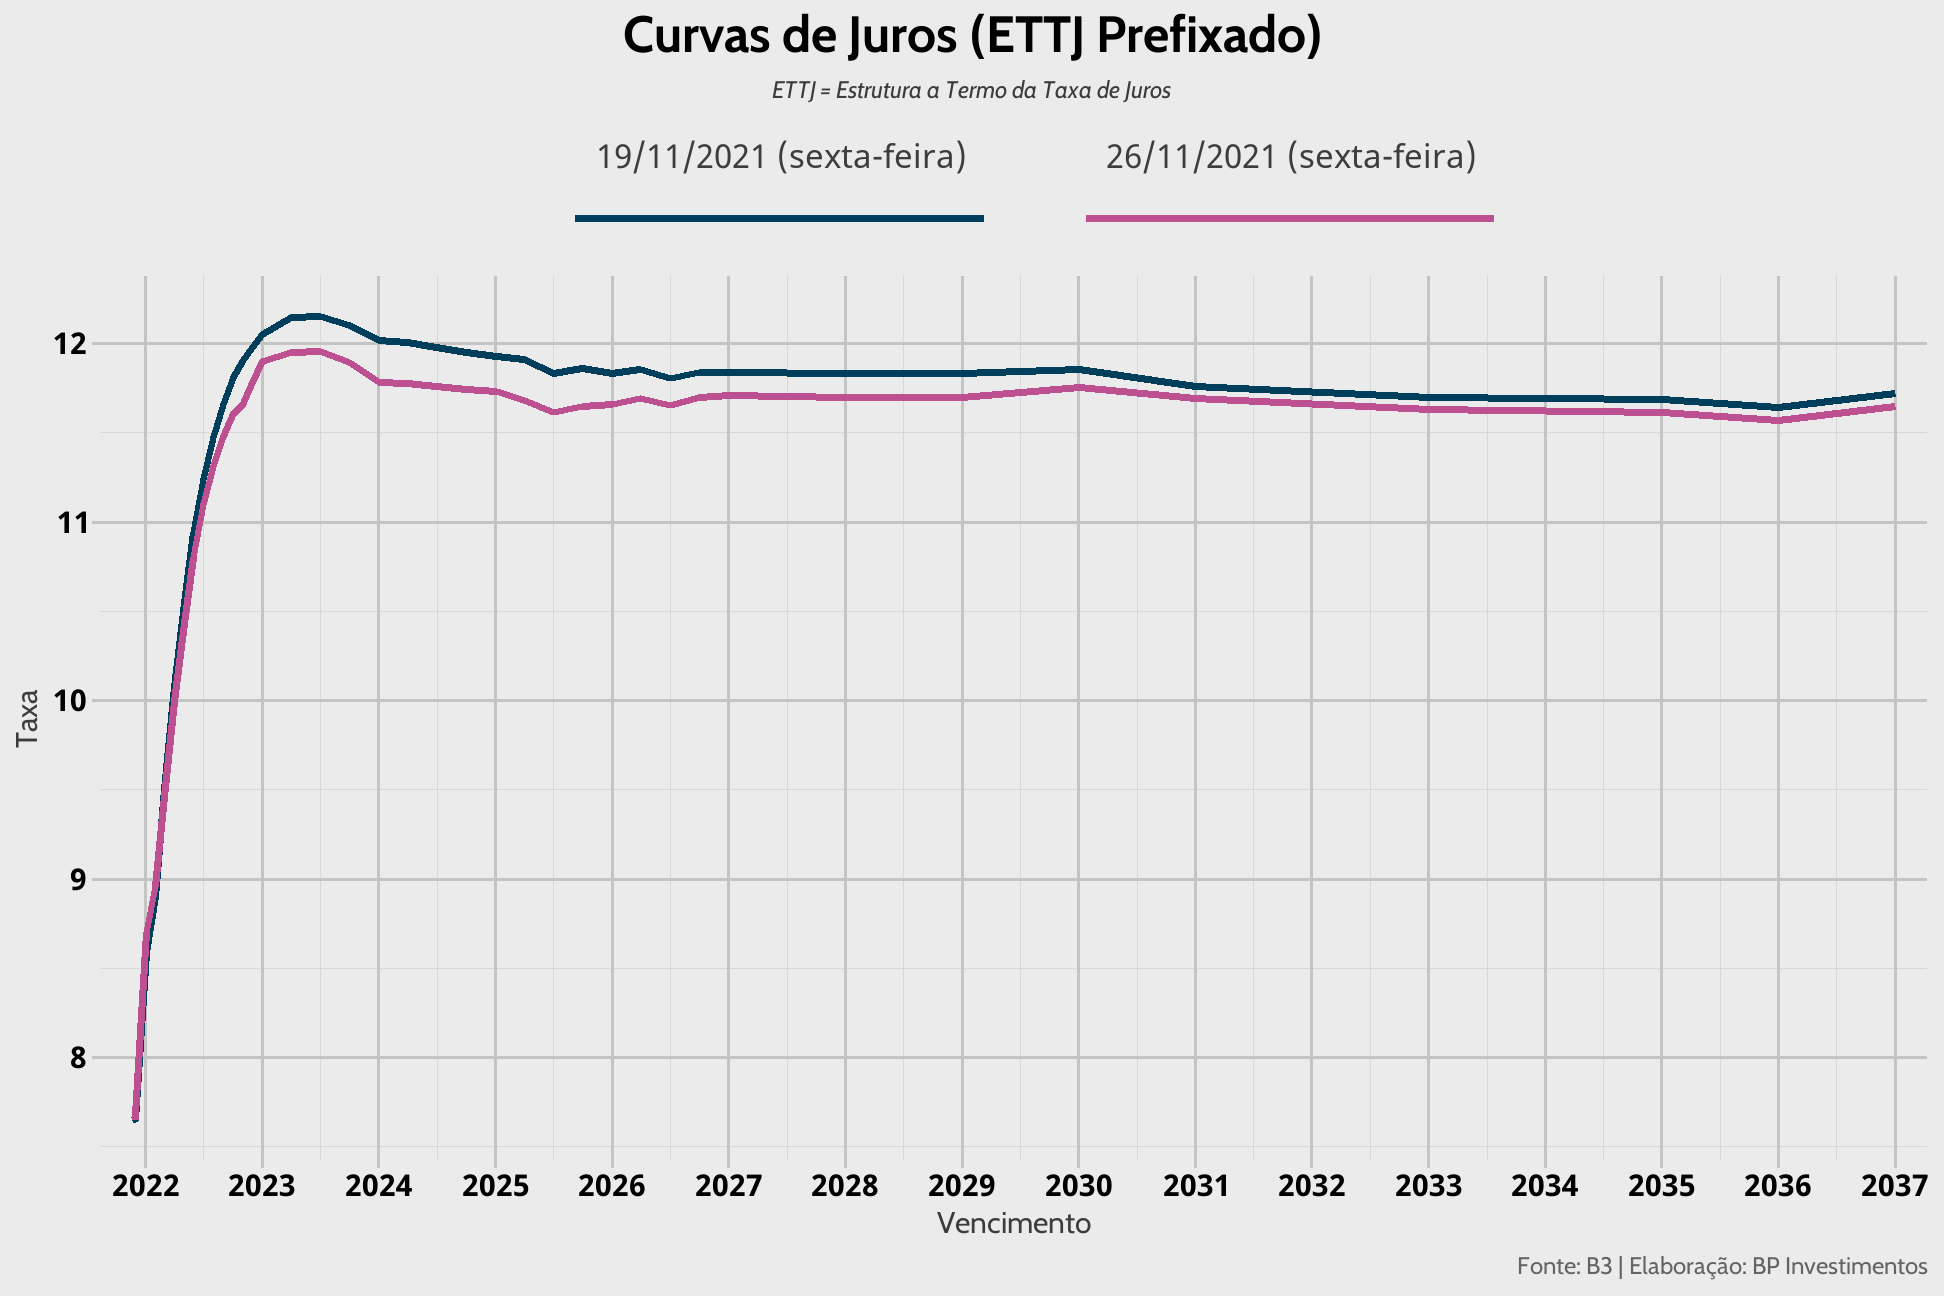 Curvas de Juros (ETTJ Prefixado)
ETTJ = Estrutura a Termo da Taxa de Juros
19/11/2021 (sexta-feira)
26/11/2021 (sexta-feira)
12
11
10
9
8
Taxa
2022 2023 2024 2025 2026 2027 2028 2029 2030 2031 2032 2033 2034 2035 2036 2037
Vencimento
Fonte: B3 | Elaboração: BP Investimentos